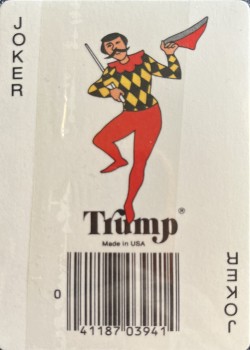 JOKER
Trump®
Made in USA
0
41187 03941
JOKER